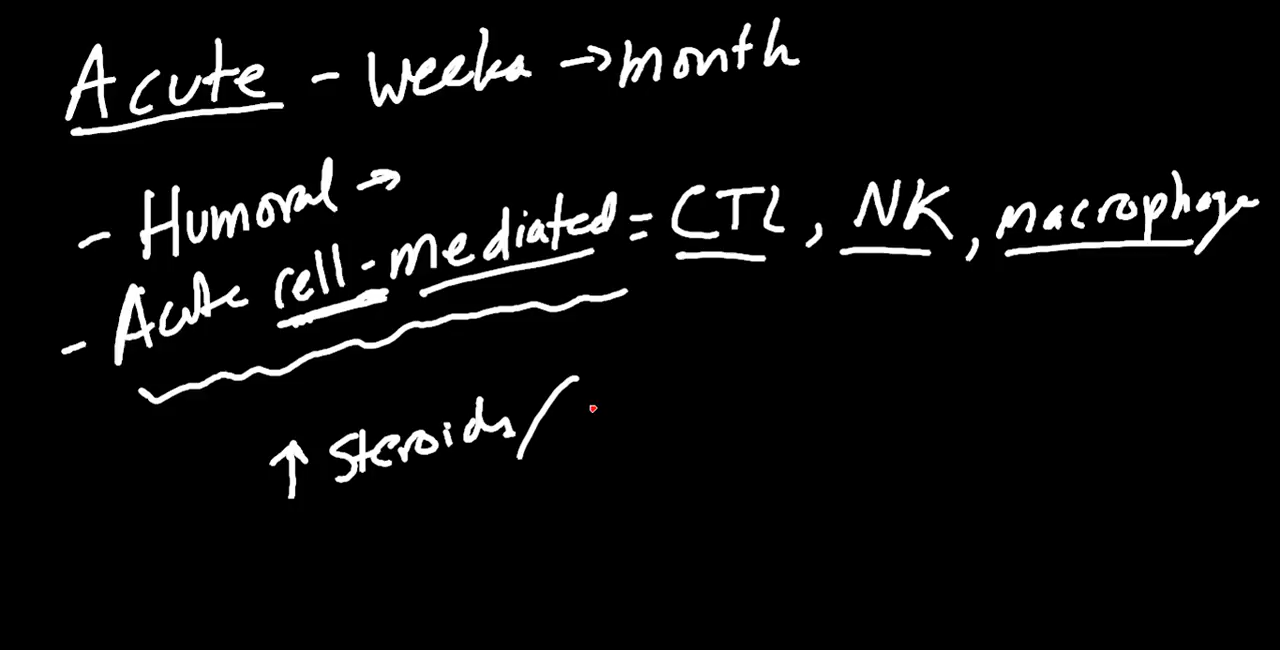 Acute - weeks → month
- Humoral →
- Acute cell-mediated = CTL, NK, macrophage
↑ steroids/